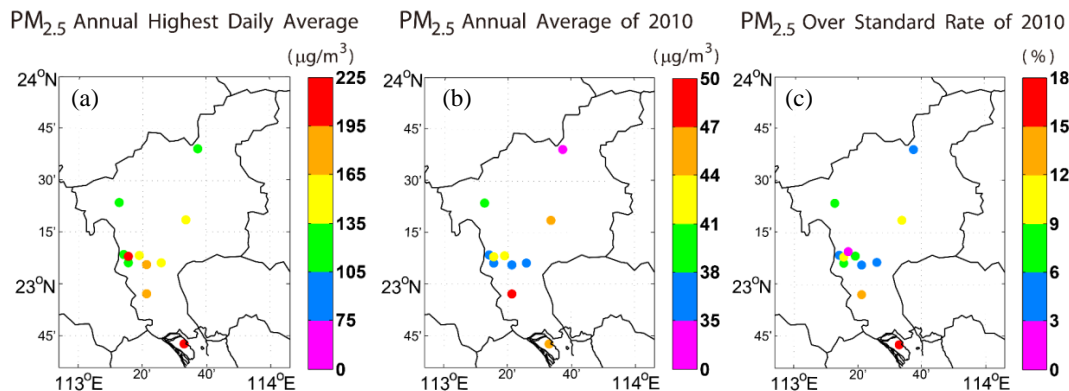 PM2.5 Annual Highest Daily Average
(μg/m³)
24°N
45'
30'
15'
23°N
45'
113°E
20'
40'
114°E
(a)
225
195
165
135
105
75
0
PM2.5 Annual Average of 2010
(μg/m³)
24°N
45'
30'
15'
23°N
45'
113°E
20'
40'
114°E
(b)
50
47
44
41
38
35
0
PM2.5 Over Standard Rate of 2010
(%)
24°N
45'
30'
15'
23°N
45'
113°E
20'
40'
114°E
(c)
18
15
12
9
6
3
0